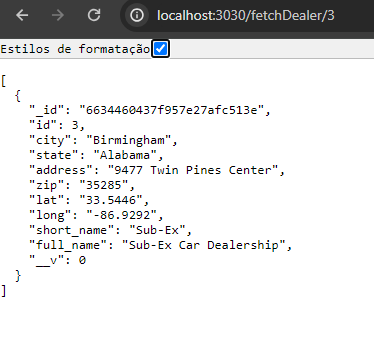 localhost:3030/fetchDealer/3
Estilos de formatação
[
  {
    "_id": "6634460437f957e27afc513e",
    "id": 3,
    "city": "Birmingham",
    "state": "Alabama",
    "address": "9477 Twin Pines Center",
    "zip": "35285",
    "lat": "33.5446",
    "long": "-86.9292",
    "short_name": "Sub-Ex",
    "full_name": "Sub-Ex Car Dealership",
    "__v": 0
  }
]